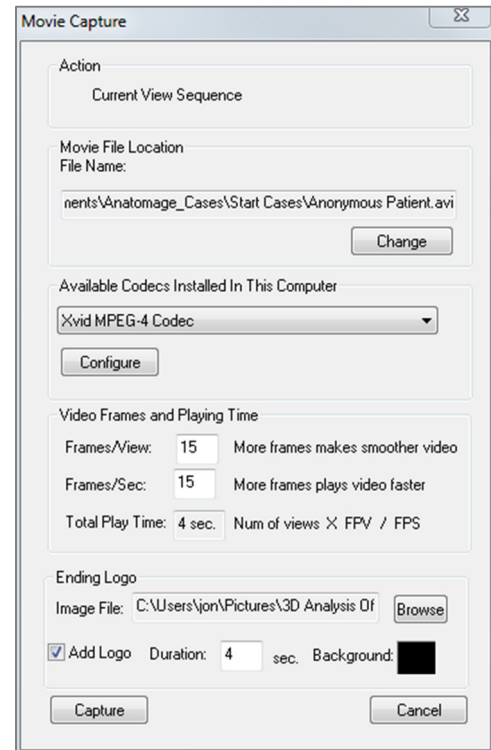 Movie Capture
Action
Current View Sequence
Movie File Location
File Name:
nents\Anatomage_Cases\Start Cases\Anonymous Patient.avi
Change
Available Codecs Installed In This Computer
Xvid MPEG-4 Codec
Configure
Video Frames and Playing Time
Frames/View: 15 More frames makes smoother video
Frames/Sec: 15 More frames plays video faster
Total Play Time: 4 sec. Num of views X FPV / FPS
Ending Logo
Image File: C:\Users\jon\Pictures\3D Analysis Of Browse
Add Logo Duration: 4 sec. Background:
Capture Cancel